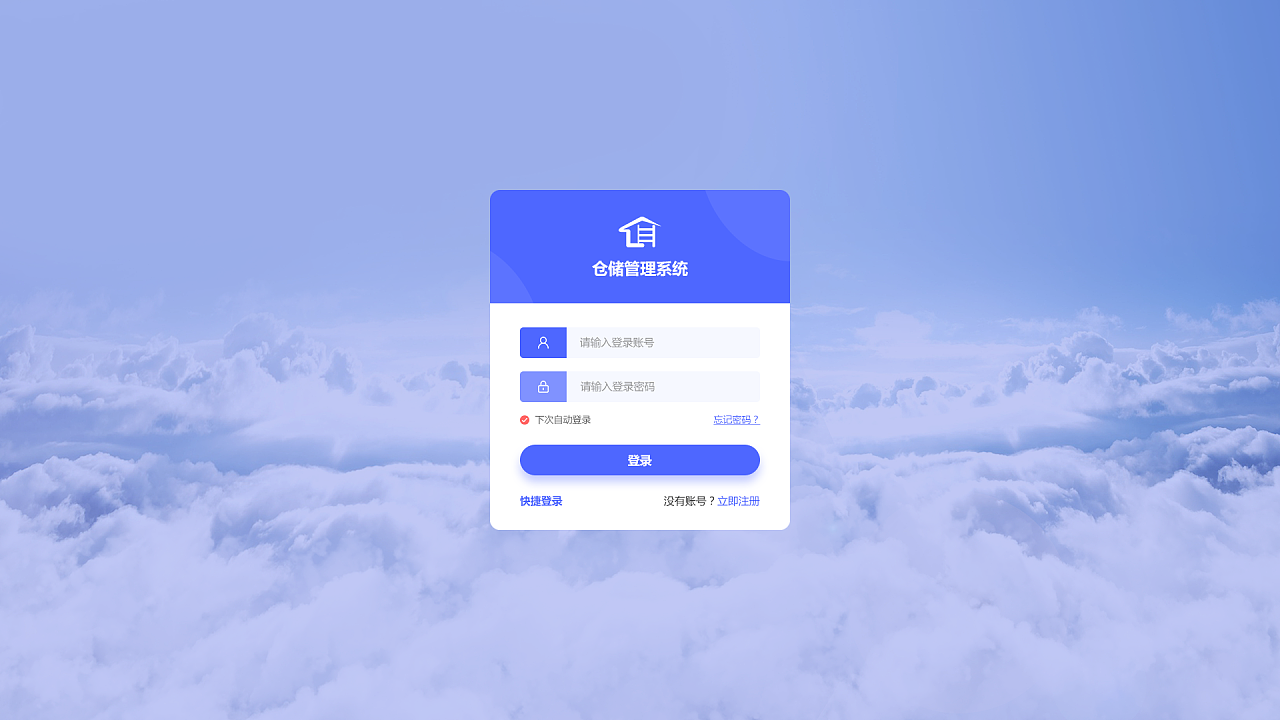 仓储管理系统
请输入登录账号
请输入登录密码
下次自动登录 忘记密码？
登录
快捷登录 没有账号？立即注册